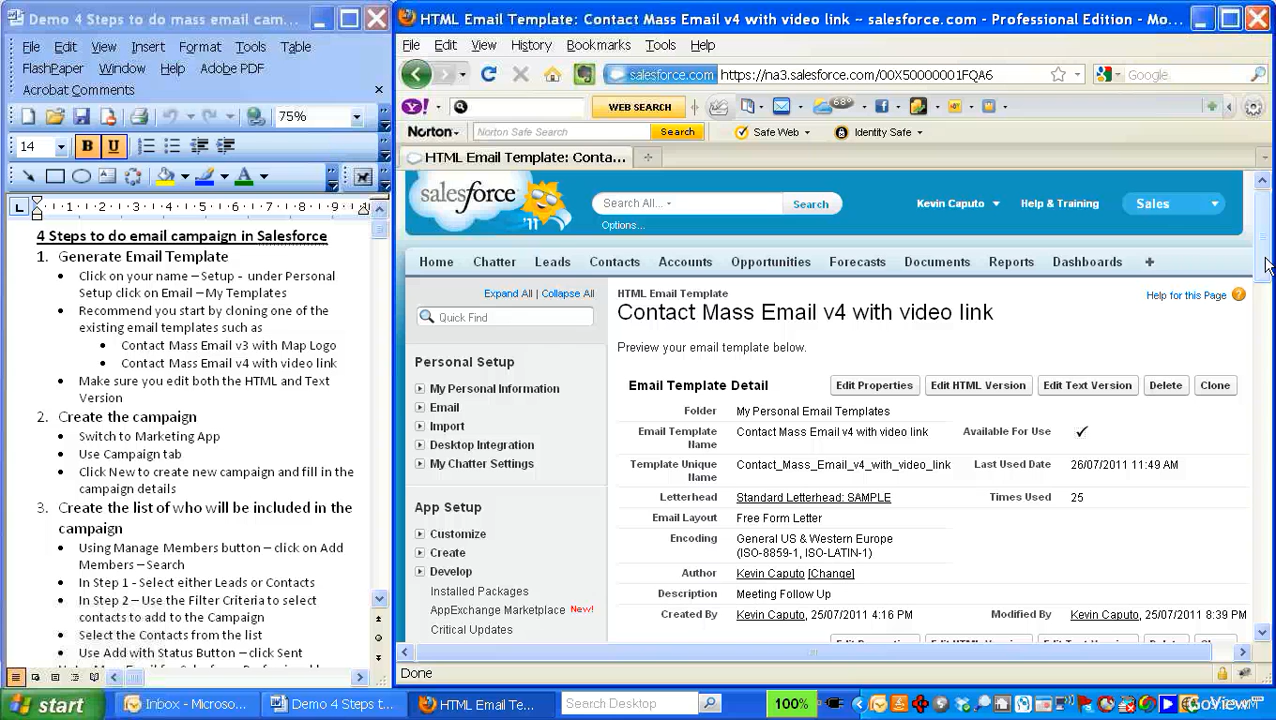 Demo 4 Steps to do mass email cam...
File Edit View Insert Format Tools Table
FlashPaper Window Help Adobe PDF
Acrobat Comments
75%
14 B U A
L 1 2 3 4 5 6 7 8 9
4 Steps to do email campaign in Salesforce
1. Generate Email Template
• Click on your name – Setup - under Personal
Setup click on Email – My Templates
• Recommend you start by cloning one of the
existing email templates such as
• Contact Mass Email v3 with Map Logo
• Contact Mass Email v4 with video link
• Make sure you edit both the HTML and Text
Version
2. Create the campaign
• Switch to Marketing App
• Use Campaign tab
• Click New to create new campaign and fill in the
campaign details
3. Create the list of who will be included in the
campaign
• Using Manage Members button – click on Add
Members – Search
• In Step 1 - Select either Leads or Contacts
• In Step 2 – Use the Filter Criteria to select
contacts to add to the Campaign
• Select the Contacts from the list
• Use Add with Status Button – click Sent
HTML Email Template: Contact Mass Email v4 with video link ~ salesforce.com - Professional Edition - Mo...
File Edit View History Bookmarks Tools Help
salesforce.com https://na3.salesforce.com/00X50000001FQA6 Google
Y! WEB SEARCH 68°
Norton Norton Safe Search Search Safe Web Identity Safe
HTML Email Template: Conta...
salesforce '11 Search All... Search Kevin Caputo Help & Training Sales
Options...
Home Chatter Leads Contacts Accounts Opportunities Forecasts Documents Reports Dashboards +
Expand All | Collapse All
Quick Find
Personal Setup
My Personal Information
Email
Import
Desktop Integration
My Chatter Settings
App Setup
Customize
Create
Develop
Installed Packages
AppExchange Marketplace New!
Critical Updates
HTML Email Template
Help for this Page
Contact Mass Email v4 with video link
Preview your email template below.
Email Template Detail Edit Properties Edit HTML Version Edit Text Version Delete Clone
Folder My Personal Email Templates
Email Template Name Contact Mass Email v4 with video link Available For Use ✓
Template Unique Name Contact_Mass_Email_v4_with_video_link Last Used Date 26/07/2011 11:49 AM
Letterhead Standard Letterhead: SAMPLE Times Used 25
Email Layout Free Form Letter
Encoding General US & Western Europe
(ISO-8859-1, ISO-LATIN-1)
Author Kevin Caputo [Change]
Description Meeting Follow Up
Created By Kevin Caputo, 25/07/2011 4:16 PM Modified By Kevin Caputo, 25/07/2011 8:39 PM
Done
start Inbox - Microso... Demo 4 Steps t... HTML Email Te... Search Desktop 100%
GoView